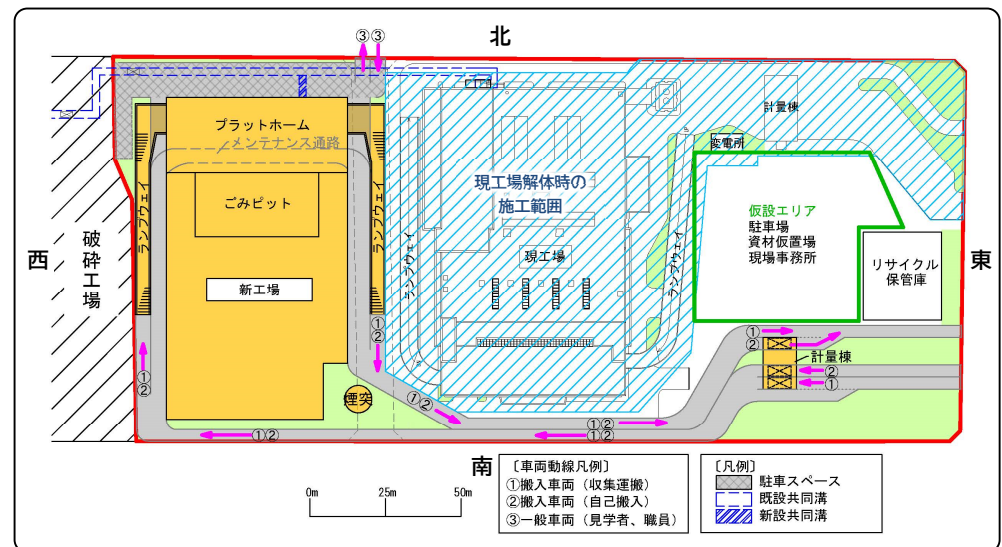 北
③③
プラットホーム
メンテナンス通路
ごみピット
ランプウェイ
ランプウェイ
新工場
煙突
破砕工場
西
現工場解体時の
施工範囲
現工場
ランプウェイ
ランプウェイ
計量棟
変電所
仮設エリア
駐車場
資材仮置場
現場事務所
リサイクル
保管庫
東
①
②
計量棟
②
①
①
②
①
②
①②
①②
①②
①②
南
0m
25m
50m
〔車両動線凡例〕
①搬入車両（収集運搬）
②搬入車両（自己搬入）
③一般車両（見学者、職員）
〔凡例〕
駐車スペース
既設共同溝
新設共同溝